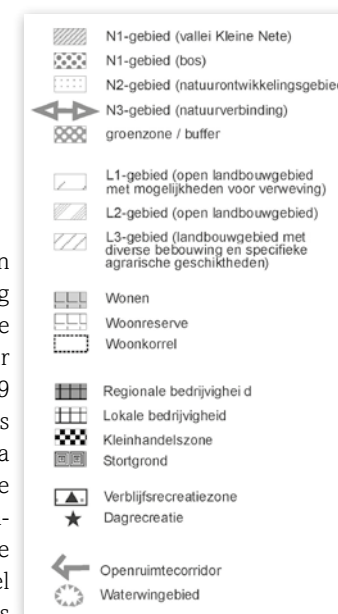 N1-gebied (vallei Kleine Nete)
N1-gebied (bos)
N2-gebied (natuurontwikkelingsgebied
N3-gebied (natuurverbinding)
groenzone / buffer
L1-gebied (open landbouwgebied
met mogelijkheden voor verweving)
L2-gebied (open landbouwgebied)
L3-gebied (landbouwgebied met
diverse bebouwing en specifieke
agrarische geschiktheden)
Wonen
Woonreserve
Woonkorrel
Regionale bedrijvighei d
Lokale bedrijvigheid
Kleinhandelszone
Stortgrond
Verblijfsrecreatiezone
Dagrecreatie
Openruimtecorridor
Waterwingebied